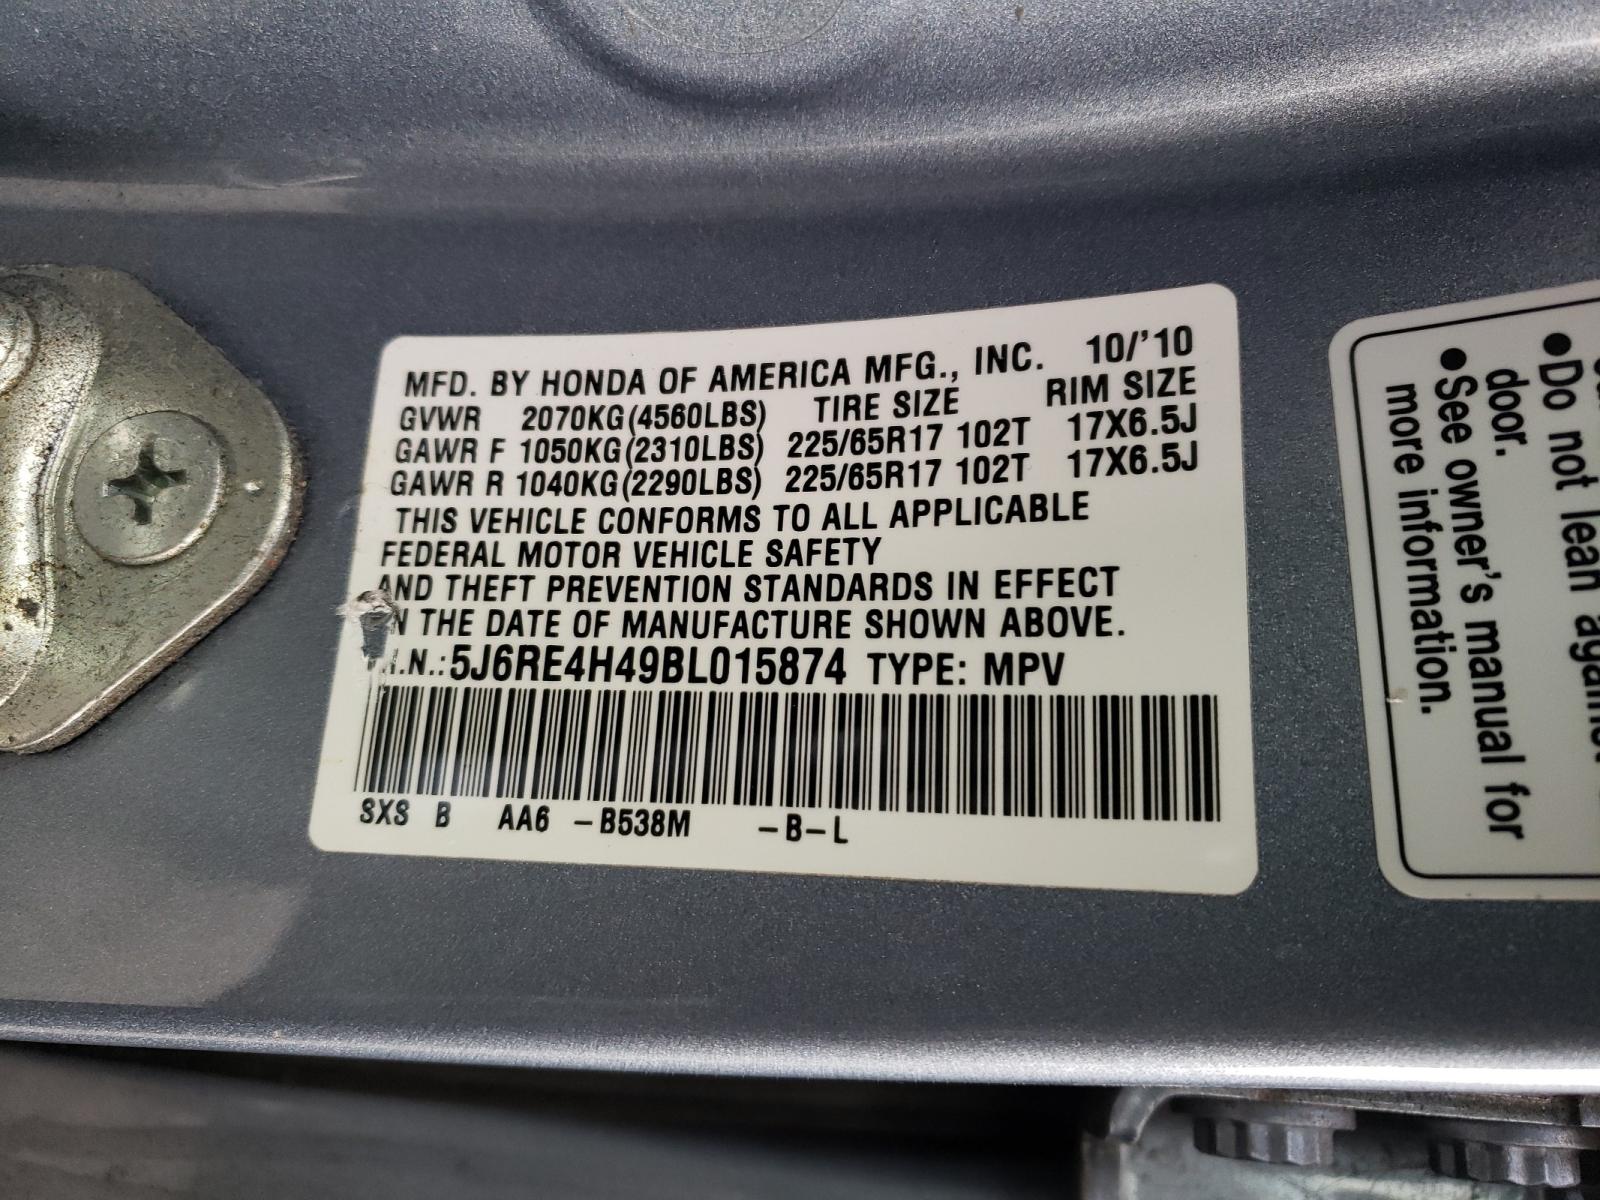 MFD. BY HONDA OF AMERICA MFG., INC. 10/'10
GVWR 2070KG(4560LBS) TIRE SIZE RIM SIZE
GAWR F 1050KG(2310LBS) 225/65R17 102T 17X6.5J
GAWR R 1040KG(2290LBS) 225/65R17 102T 17X6.5J
THIS VEHICLE CONFORMS TO ALL APPLICABLE
FEDERAL MOTOR VEHICLE SAFETY
AND THEFT PREVENTION STANDARDS IN EFFECT
N THE DATE OF MANUFACTURE SHOWN ABOVE.
.N.: 5J6RE4H49BL015874 TYPE: MPV
SXS B AA6 -B538M -B-L
●Do not lean against
door.
●See owner's manual for
more information.